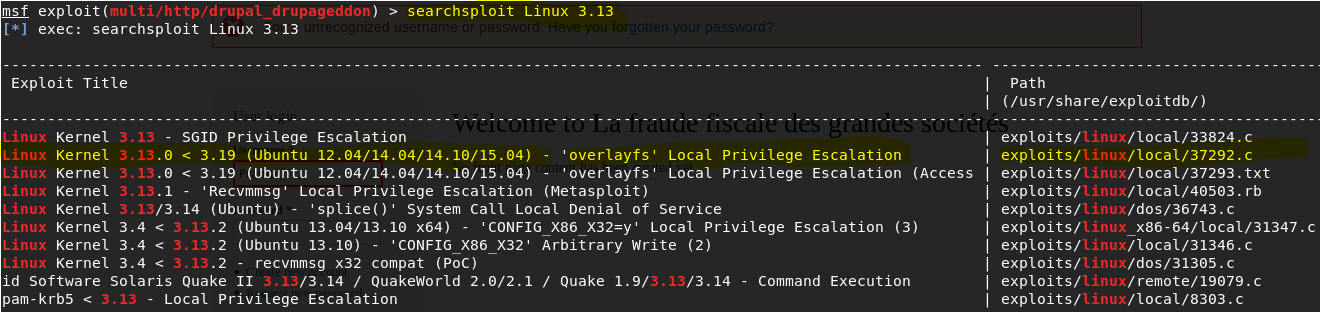 msf exploit(multi/http/drupal_drupageddon) > searchsploit Linux 3.13
[*] exec: searchsploit Linux 3.13
unrecognized username or password. Have you forgotten your password?
--------------------------------------------------------------------------------------------------------------- -------------------------------------
Exploit Title | Path
| (/usr/share/exploitdb/)
--------------------------------------------------------------------------------------------------------------- -------------------------------------
User login
Welcome to La fraude fiscale des grandes sociétés
Linux Kernel 3.13 - SGID Privilege Escalation | exploits/linux/local/33824.c
Linux Kernel 3.13.0 < 3.19 (Ubuntu 12.04/14.04/14.10/15.04) - 'overlayfs' Local Privilege Escalation | exploits/linux/local/37292.c
Linux Kernel 3.13.0 < 3.19 (Ubuntu 12.04/14.04/14.10/15.04) - 'overlayfs' Local Privilege Escalation (Access | exploits/linux/local/37293.txt
Linux Kernel 3.13.1 - 'Recvmmsg' Local Privilege Escalation (Metasploit) | exploits/linux/local/40503.rb
Linux Kernel 3.13/3.14 (Ubuntu) - 'splice()' System Call Local Denial of Service | exploits/linux/dos/36743.c
Linux Kernel 3.4 < 3.13.2 (Ubuntu 13.04/13.10 x64) - 'CONFIG_X86_X32=y' Local Privilege Escalation (3) | exploits/linux_x86-64/local/31347.c
Linux Kernel 3.4 < 3.13.2 (Ubuntu 13.10) - 'CONFIG_X86_X32' Arbitrary Write (2) | exploits/linux/local/31346.c
Linux Kernel 3.4 < 3.13.2 - recvmmsg x32 compat (PoC) | exploits/linux/dos/31305.c
id Software Solaris Quake II 3.13/3.14 / QuakeWorld 2.0/2.1 / Quake 1.9/3.13/3.14 - Command Execution | exploits/linux/remote/19079.c
pam-krb5 < 3.13 - Local Privilege Escalation | exploits/linux/local/8303.c